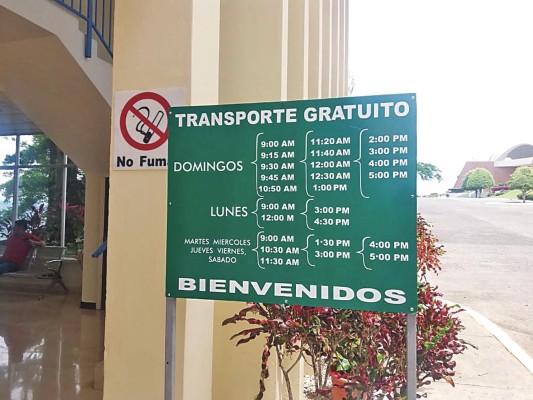 No Fuma
TRANSPORTE GRATUITO
DOMINGOS
9:00 AM 11:20 AM 2:00 PM
9:15 AM 11:40 AM 3:00 PM
9:30 AM 12:00 AM 4:00 PM
9:45 AM 12:30 AM 5:00 PM
10:50 AM 1:00 PM
LUNES
9:00 AM 3:00 PM
12:00 M 4:30 PM
MARTES MIERCOLES
JUEVES VIERNES,
SABADO
9:00 AM 1:30 PM 4:00 PM
10:30 AM 3:00 PM 5:00 PM
11:30 AM
BIENVENIDOS